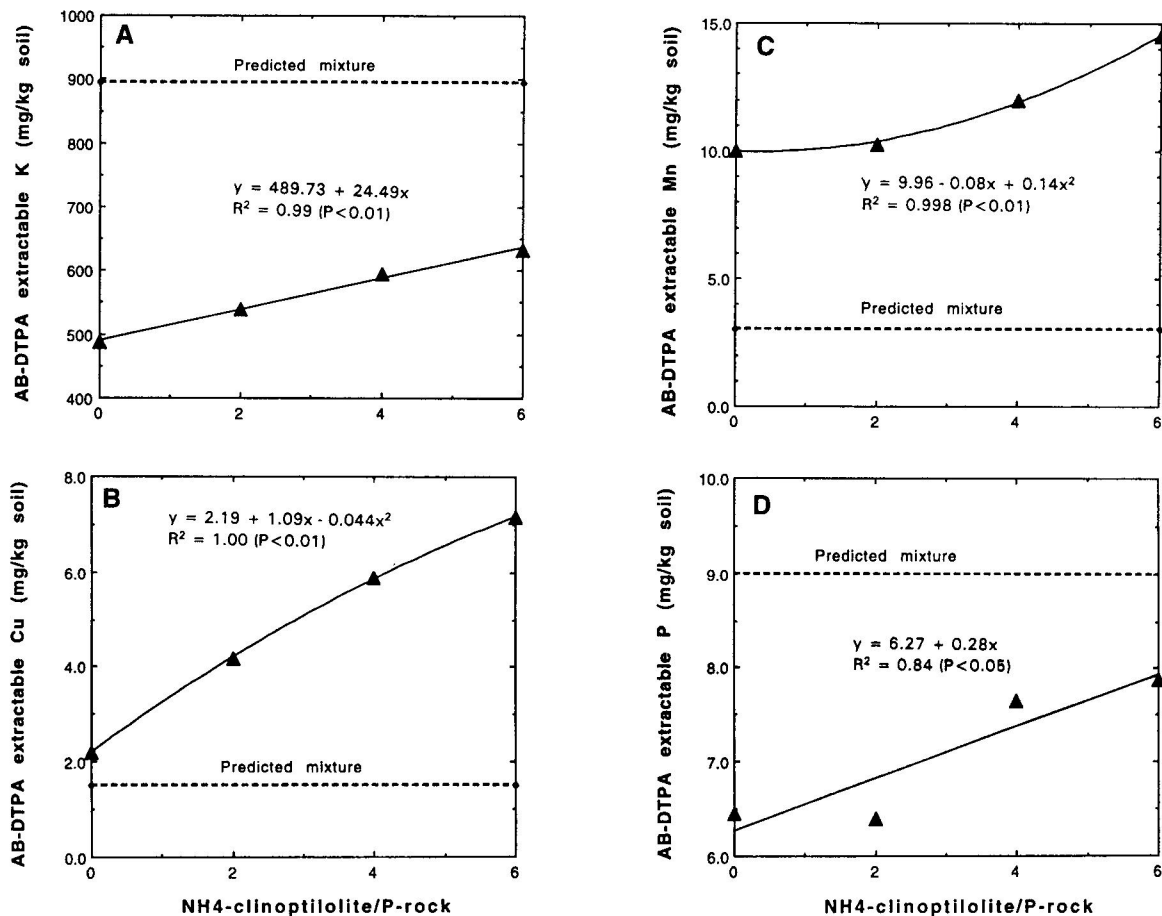 A
AB-DTPA extractable K (mg/kg soil)
1000
900
800
700
600
500
400
Predicted mixture
y = 489.73 + 24.49x
R² = 0.99 (P<0.01)
0 2 4 6
C
AB-DTPA extractable Mn (mg/kg soil)
15.0
10.0
5.0
0.0
y = 9.96 - 0.08x + 0.14x²
R² = 0.998 (P<0.01)
Predicted mixture
0 2 4 6
B
AB-DTPA extractable Cu (mg/kg soil)
8.0
6.0
4.0
2.0
0.0
y = 2.19 + 1.09x - 0.044x²
R² = 1.00 (P<0.01)
Predicted mixture
0 2 4 6
NH4-clinoptilolite/P-rock
D
AB-DTPA extractable P (mg/kg soil)
10.0
9.0
8.0
7.0
6.0
Predicted mixture
y = 6.27 + 0.28x
R² = 0.84 (P<0.05)
0 2 4 6
NH4-clinoptilolite/P-rock